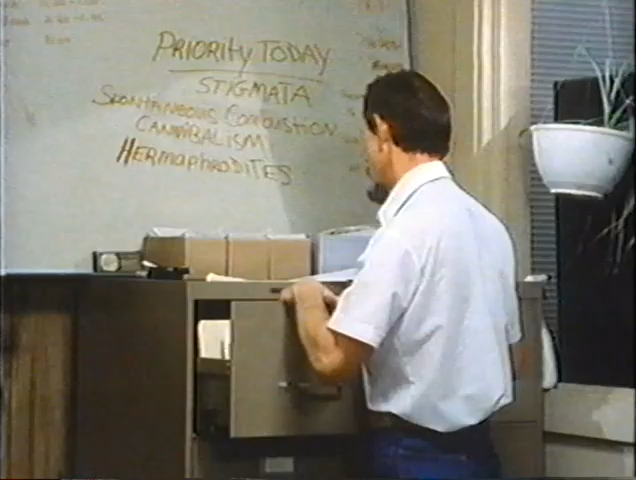 PRIORITY TODAY
STIGMATA
SPONTANEOUS COMBUSTION
CANNIBALISM
HERMAPHRODITES